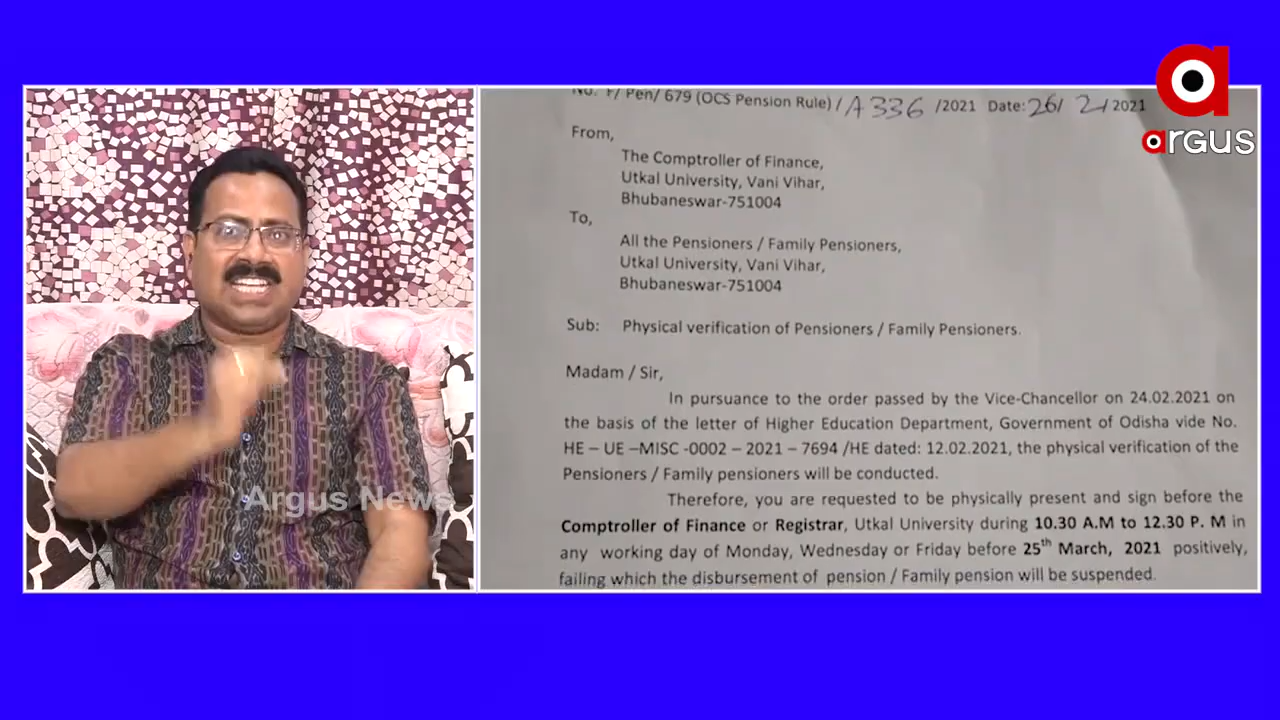 argus
Argus News
No. F/ Pen/ 679 (OCS Pension Rule) / A 336 /2021 Date: 26/ 2/ 2021
From,
The Comptroller of Finance,
Utkal University, Vani Vihar,
Bhubaneswar-751004
To,
All the Pensioners / Family Pensioners,
Utkal University, Vani Vihar,
Bhubaneswar-751004
Sub: Physical verification of Pensioners / Family Pensioners.
Madam / Sir,
In pursuance to the order passed by the Vice-Chancellor on 24.02.2021 on
the basis of the letter of Higher Education Department, Government of Odisha vide No.
HE – UE –MISC -0002 – 2021 – 7694 /HE dated: 12.02.2021, the physical verification of the
Pensioners / Family pensioners will be conducted.
Therefore, you are requested to be physically present and sign before the
Comptroller of Finance or Registrar, Utkal University during 10.30 A.M to 12.30 P. M in
any working day of Monday, Wednesday or Friday before 25th March, 2021 positively,
failing which the disbursement of pension / Family pension will be suspended.